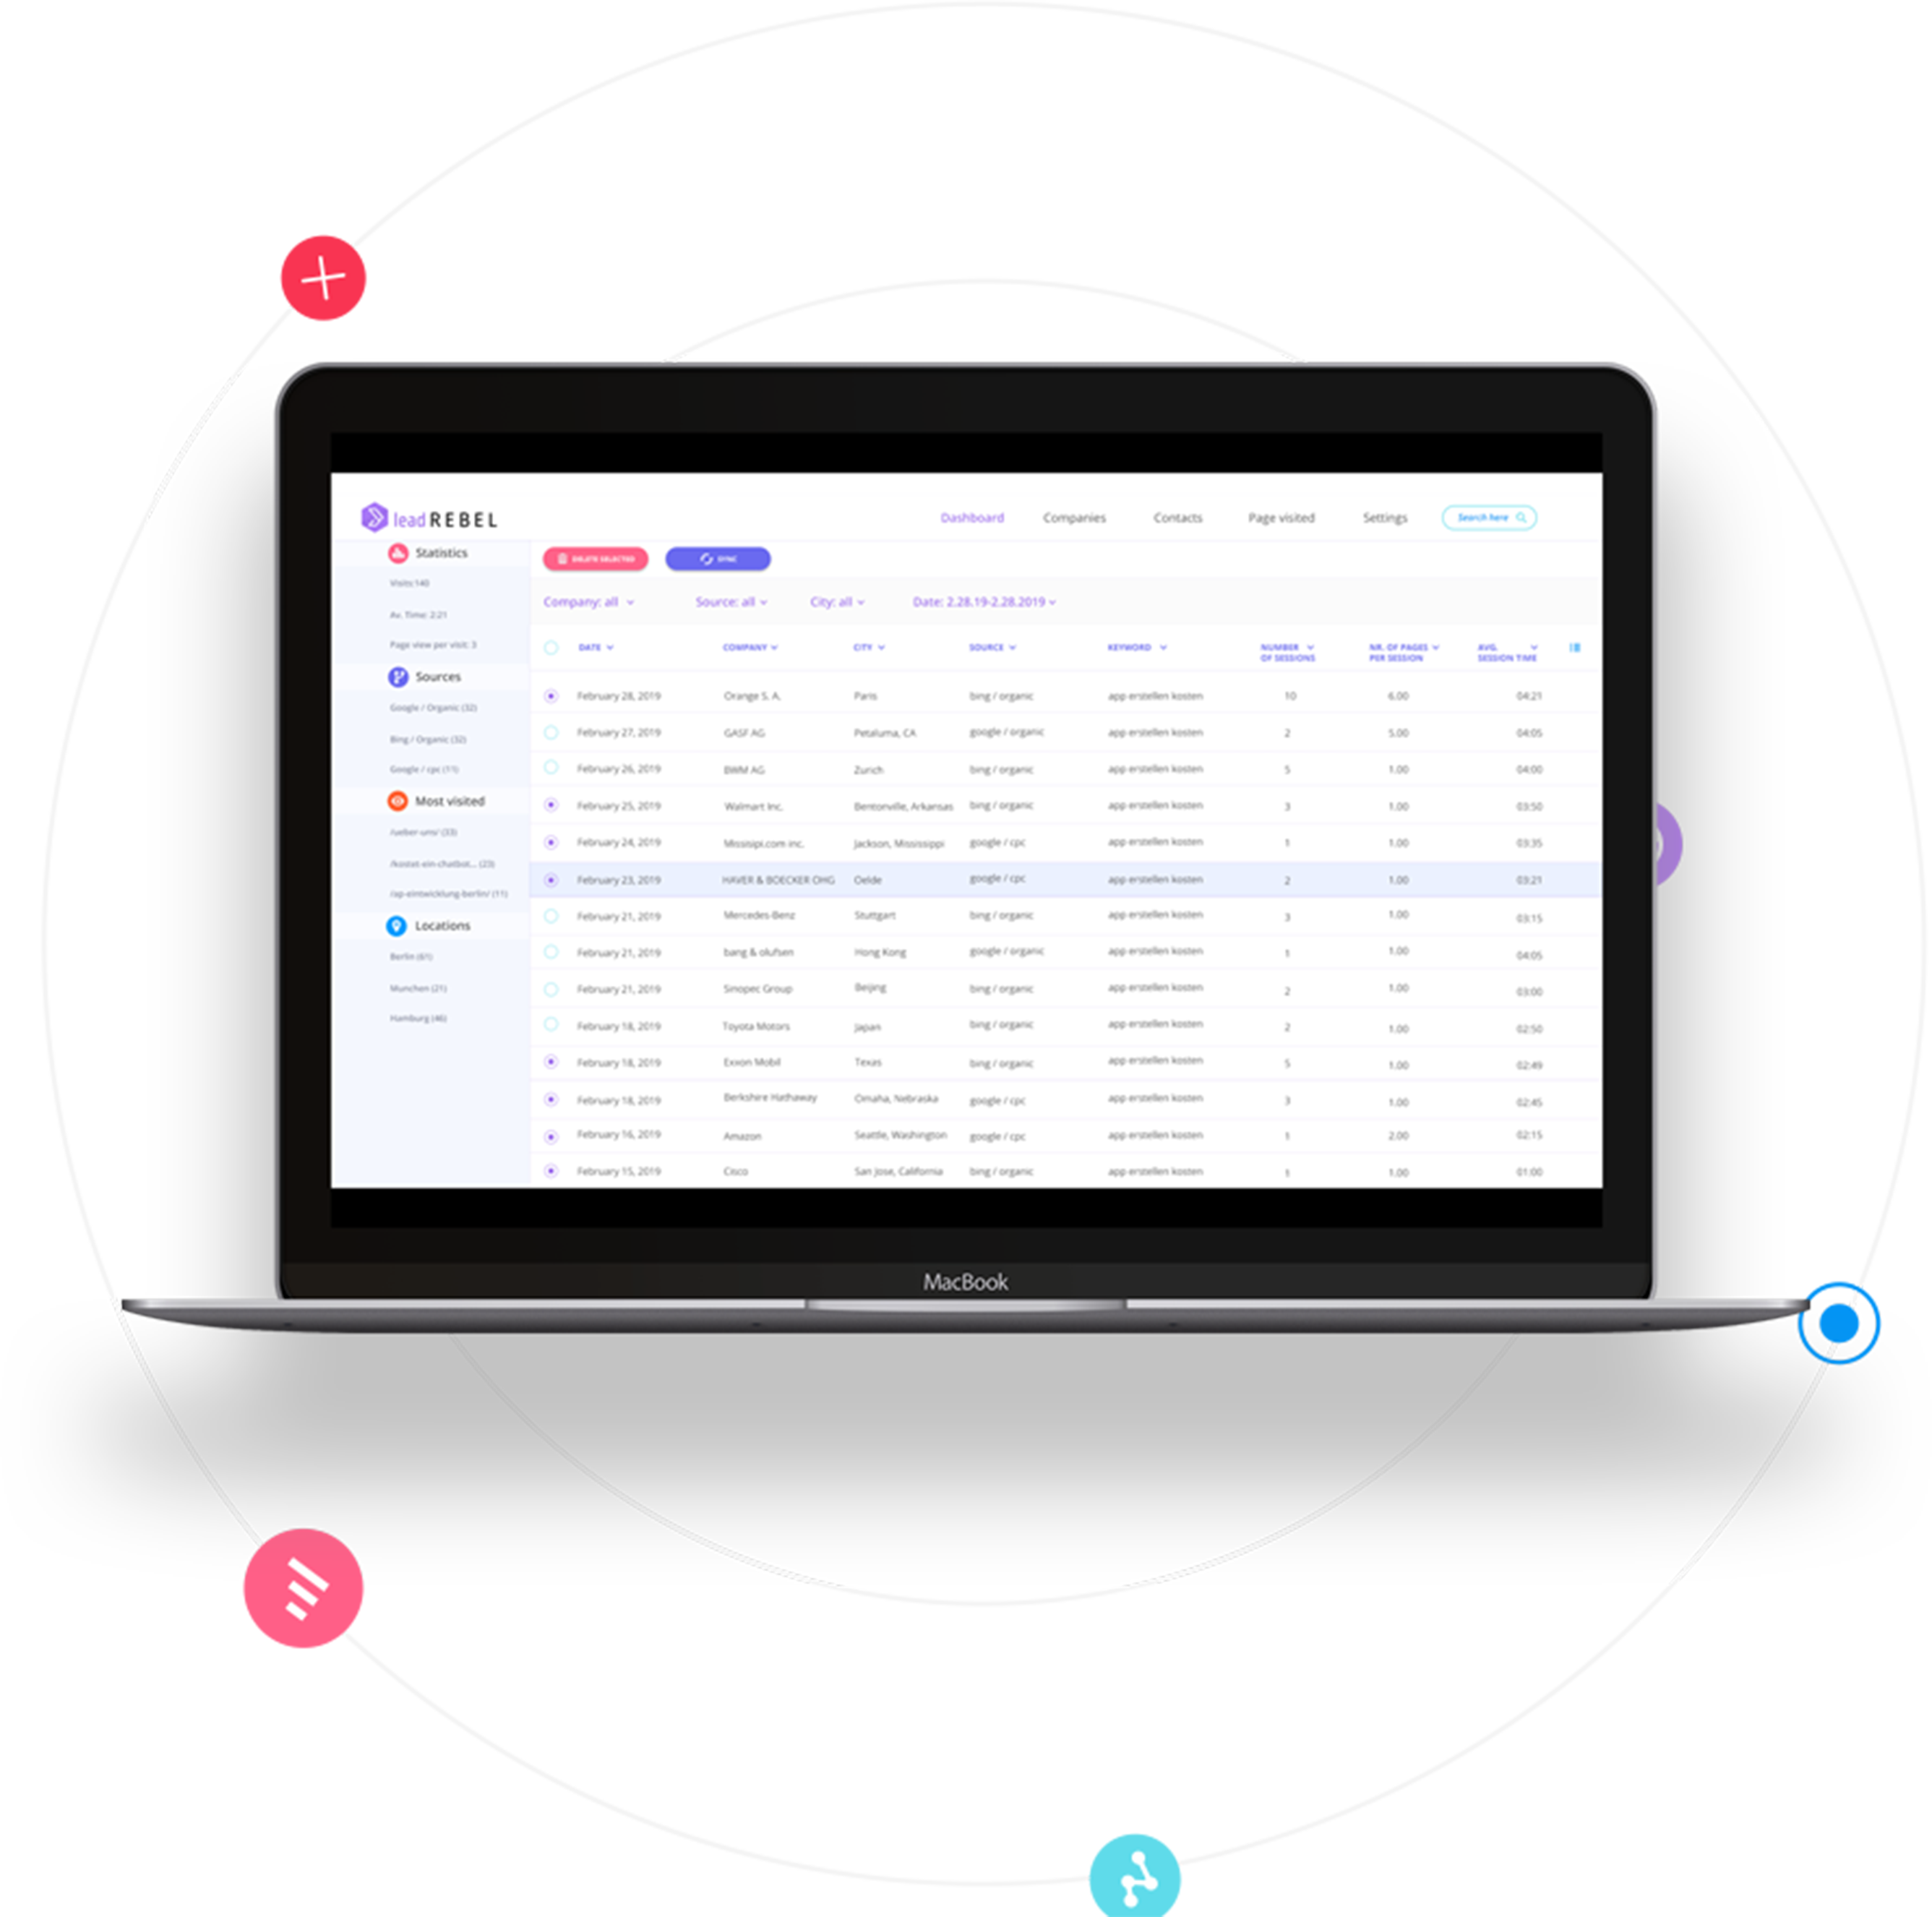 lead REBEL
Dashboard Companies Contacts Page visited Settings Search here
Statistics
Visits:140
Av. Time: 2:21
Page view per visit: 3
Sources
Google / Organic (32)
Bing / Organic (32)
Google / cpc (11)
Most visited
/ueber-uns/ (33)
/kostet-ein-chatbot... (23)
/ap-eintwicklung-berlin/ (11)
Locations
Berlin (61)
Munchen (21)
Hamburg (46)
DELETE SELECTED SYNC
Company: all Source: all City: all Date: 2.28.19-2.28.2019
DATE COMPANY CITY SOURCE KEYWORD NUMBER OF SESSIONS NR. OF PAGES PER SESSION AVG. SESSION TIME
February 28, 2019 Orange S. A. Paris bing / organic app erstellen kosten 10 6.00 04:21
February 27, 2019 GASF AG Petaluma, CA google / organic app erstellen kosten 2 5.00 04:05
February 26, 2019 BWM AG Zurich bing / organic app erstellen kosten 5 1.00 04:00
February 25, 2019 Walmart Inc. Bentonville, Arkansas bing / organic app erstellen kosten 3 1.00 03:50
February 24, 2019 Missisipi.com inc. Jackson, Mississippi google / cpc app erstellen kosten 1 1.00 03:35
February 23, 2019 HAVER & BOECKER OHG Oelde google / cpc app erstellen kosten 2 1.00 03:21
February 21, 2019 Mercedes-Benz Stuttgart bing / organic app erstellen kosten 3 1.00 03:15
February 21, 2019 bang & olufsen Hong Kong google / organic app erstellen kosten 1 1.00 04:05
February 21, 2019 Sinopec Group Beijing bing / organic app erstellen kosten 2 1.00 03:00
February 18, 2019 Toyota Motors Japan bing / organic app erstellen kosten 2 1.00 02:50
February 18, 2019 Exxon Mobil Texas bing / organic app erstellen kosten 5 1.00 02:49
February 18, 2019 Berkshire Hathaway Omaha, Nebraska google / cpc app erstellen kosten 3 1.00 02:45
February 16, 2019 Amazon Seattle, Washington google / cpc app erstellen kosten 1 2.00 02:15
February 15, 2019 Cisco San Jose, California bing / organic app erstellen kosten 1 1.00 01:00
MacBook